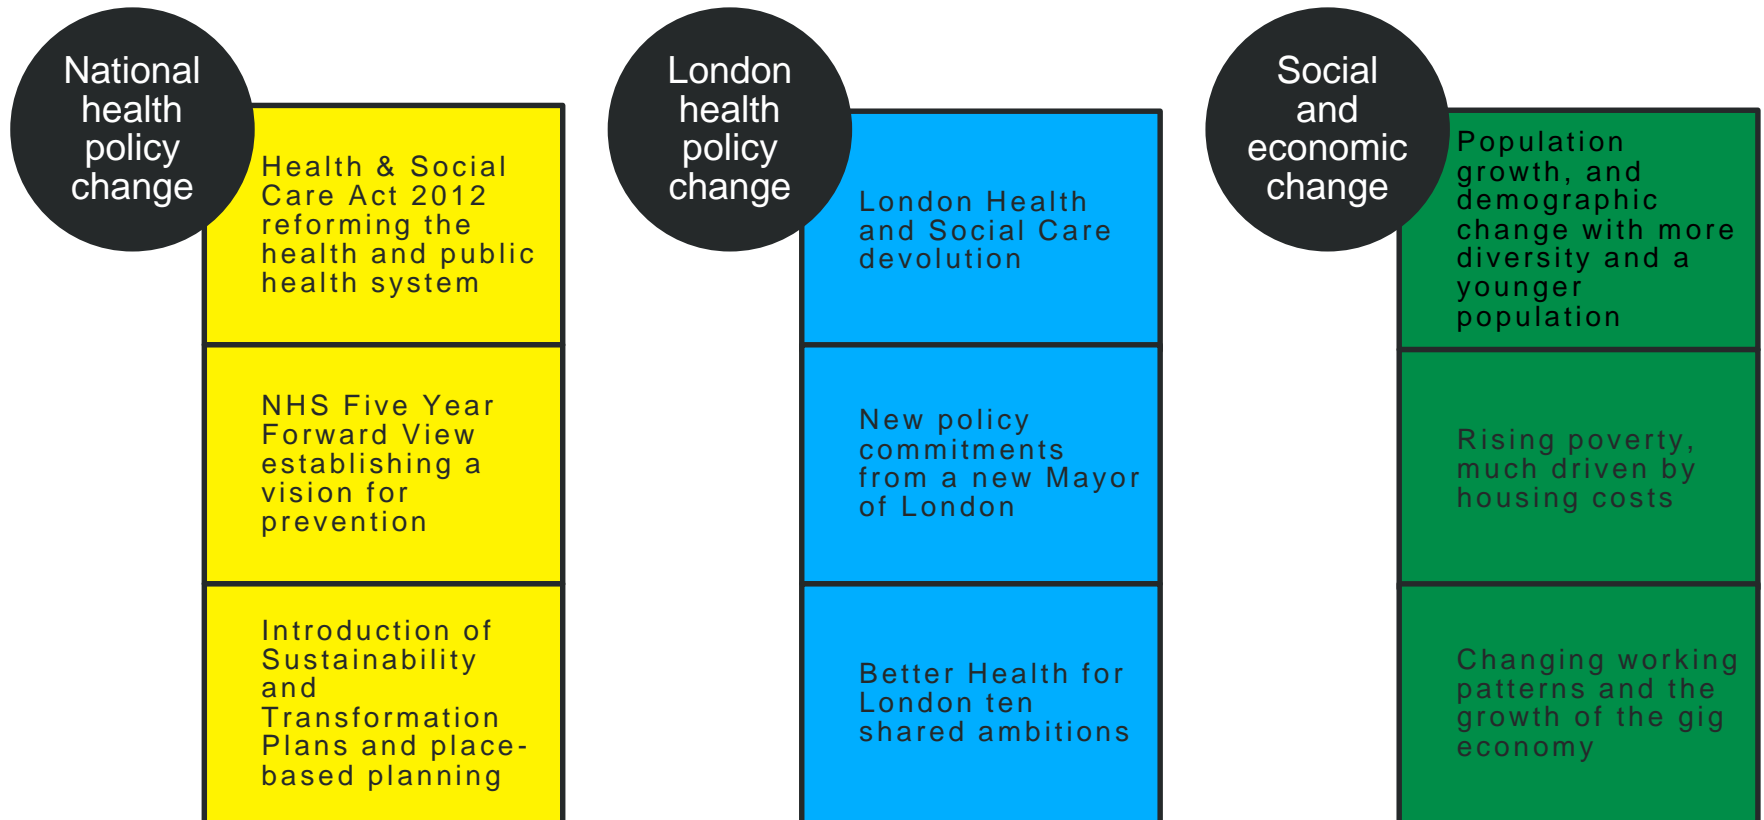 National
health
policy
change
Health & Social
Care Act 2012
reforming the
health and public
health system
NHS Five Year
Forward View
establishing a
vision for
prevention
Introduction of
Sustainability
and
Transformation
Plans and place-
based planning
London
health
policy
change
London Health
and Social Care
devolution
New policy
commitments
from a new Mayor
of London
Better Health for
London ten
shared ambitions
Social
and
economic
change
Population
growth, and
demographic
change with more
diversity and a
younger
population
Rising poverty,
much driven by
housing costs
Changing working
patterns and the
growth of the gig
economy